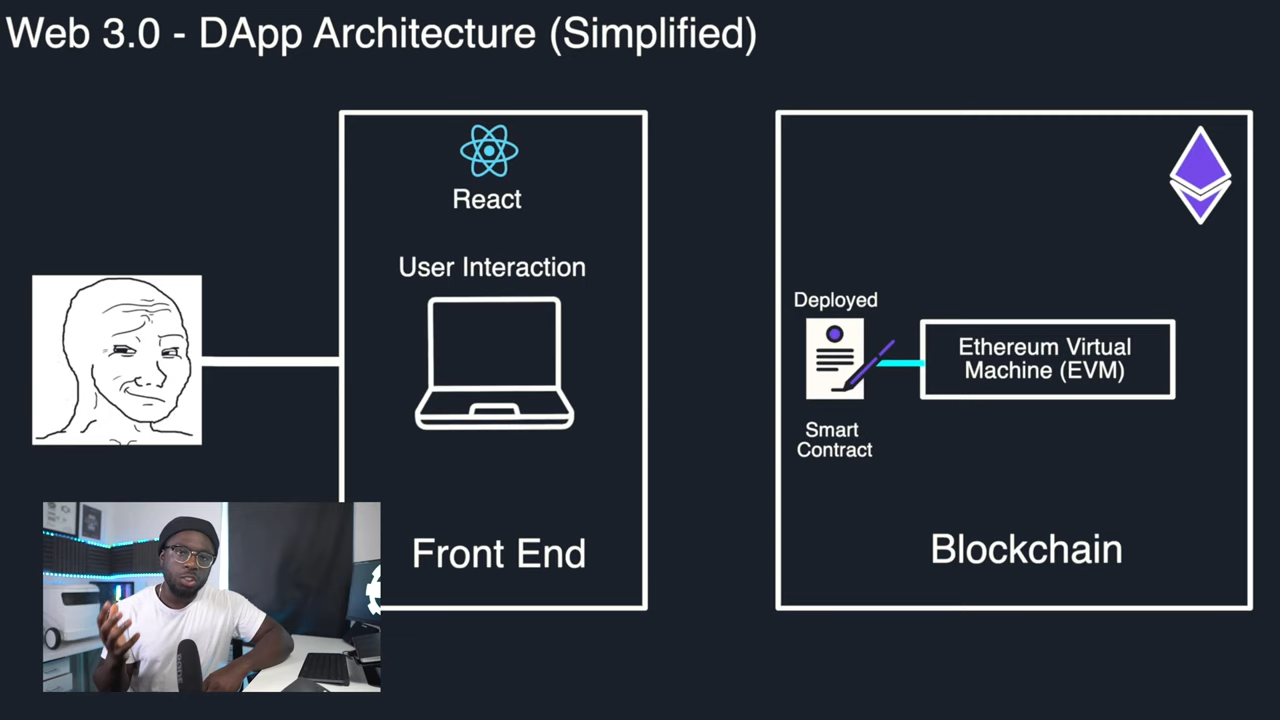 Web 3.0 - DApp Architecture (Simplified)
React
User Interaction
Front End
Deployed
Smart
Contract
Ethereum Virtual
Machine (EVM)
Blockchain